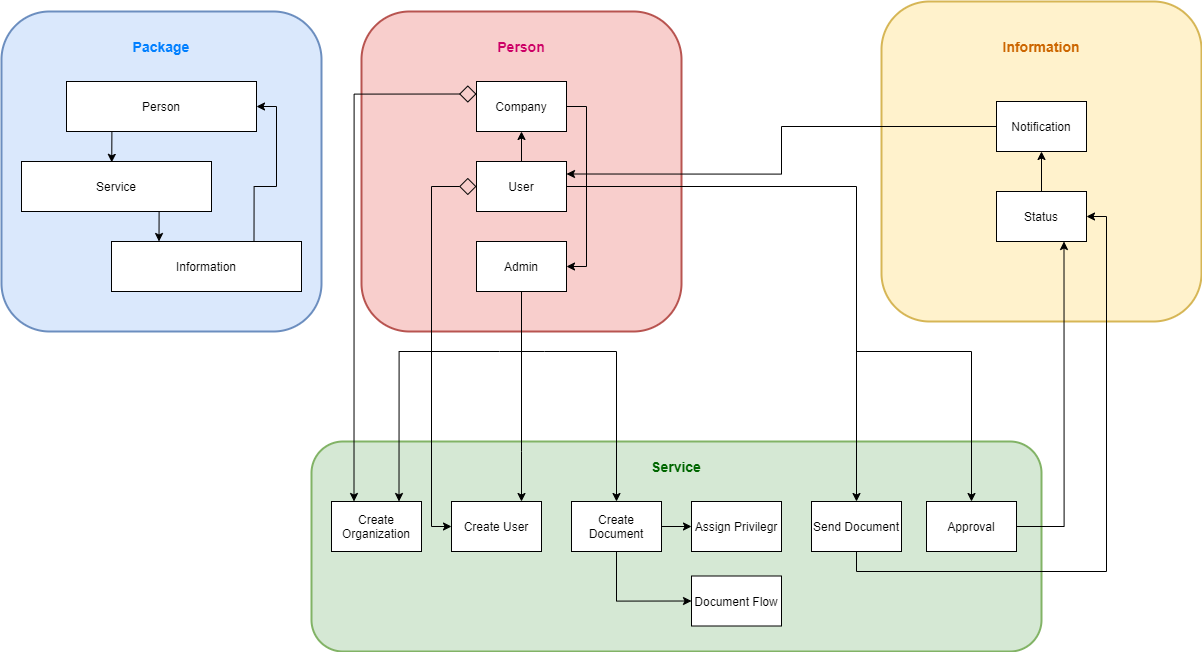 Package
Person
Service
Information
Person
Company
User
Admin
Information
Notification
Status
Service
Create
Organization
Create User
Create
Document
Assign Privilegr
Send Document
Approval
Document Flow